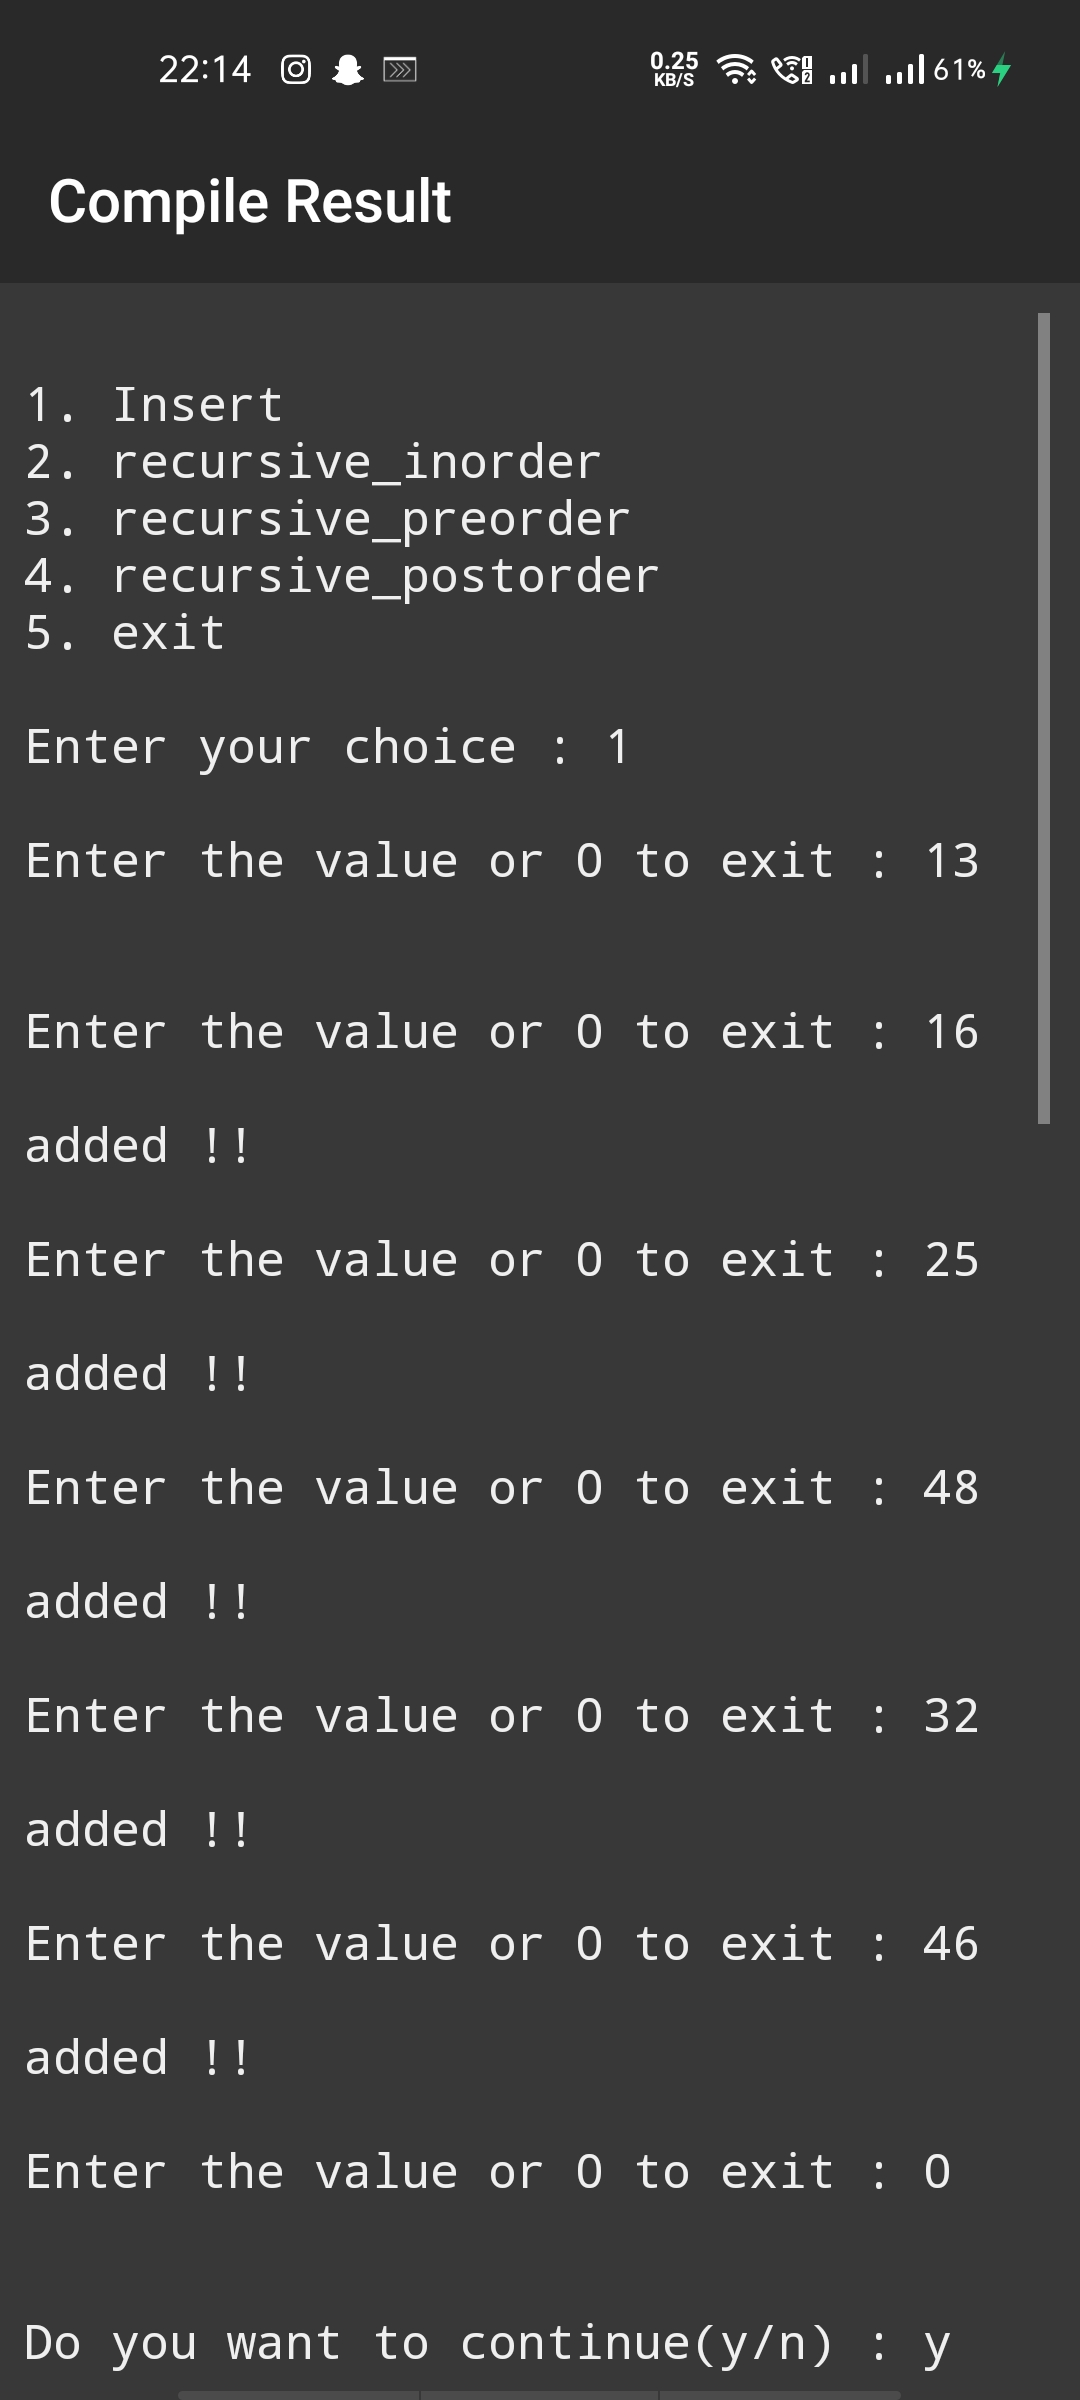 22:14
0.25
KB/S
61%
Compile Result
1. Insert
2. recursive_inorder
3. recursive_preorder
4. recursive_postorder
5. exit
Enter your choice : 1
Enter the value or 0 to exit : 13
Enter the value or 0 to exit : 16
added !!
Enter the value or 0 to exit : 25
added !!
Enter the value or 0 to exit : 48
added !!
Enter the value or 0 to exit : 32
added !!
Enter the value or 0 to exit : 46
added !!
Enter the value or 0 to exit : 0
Do you want to continue(y/n) : y